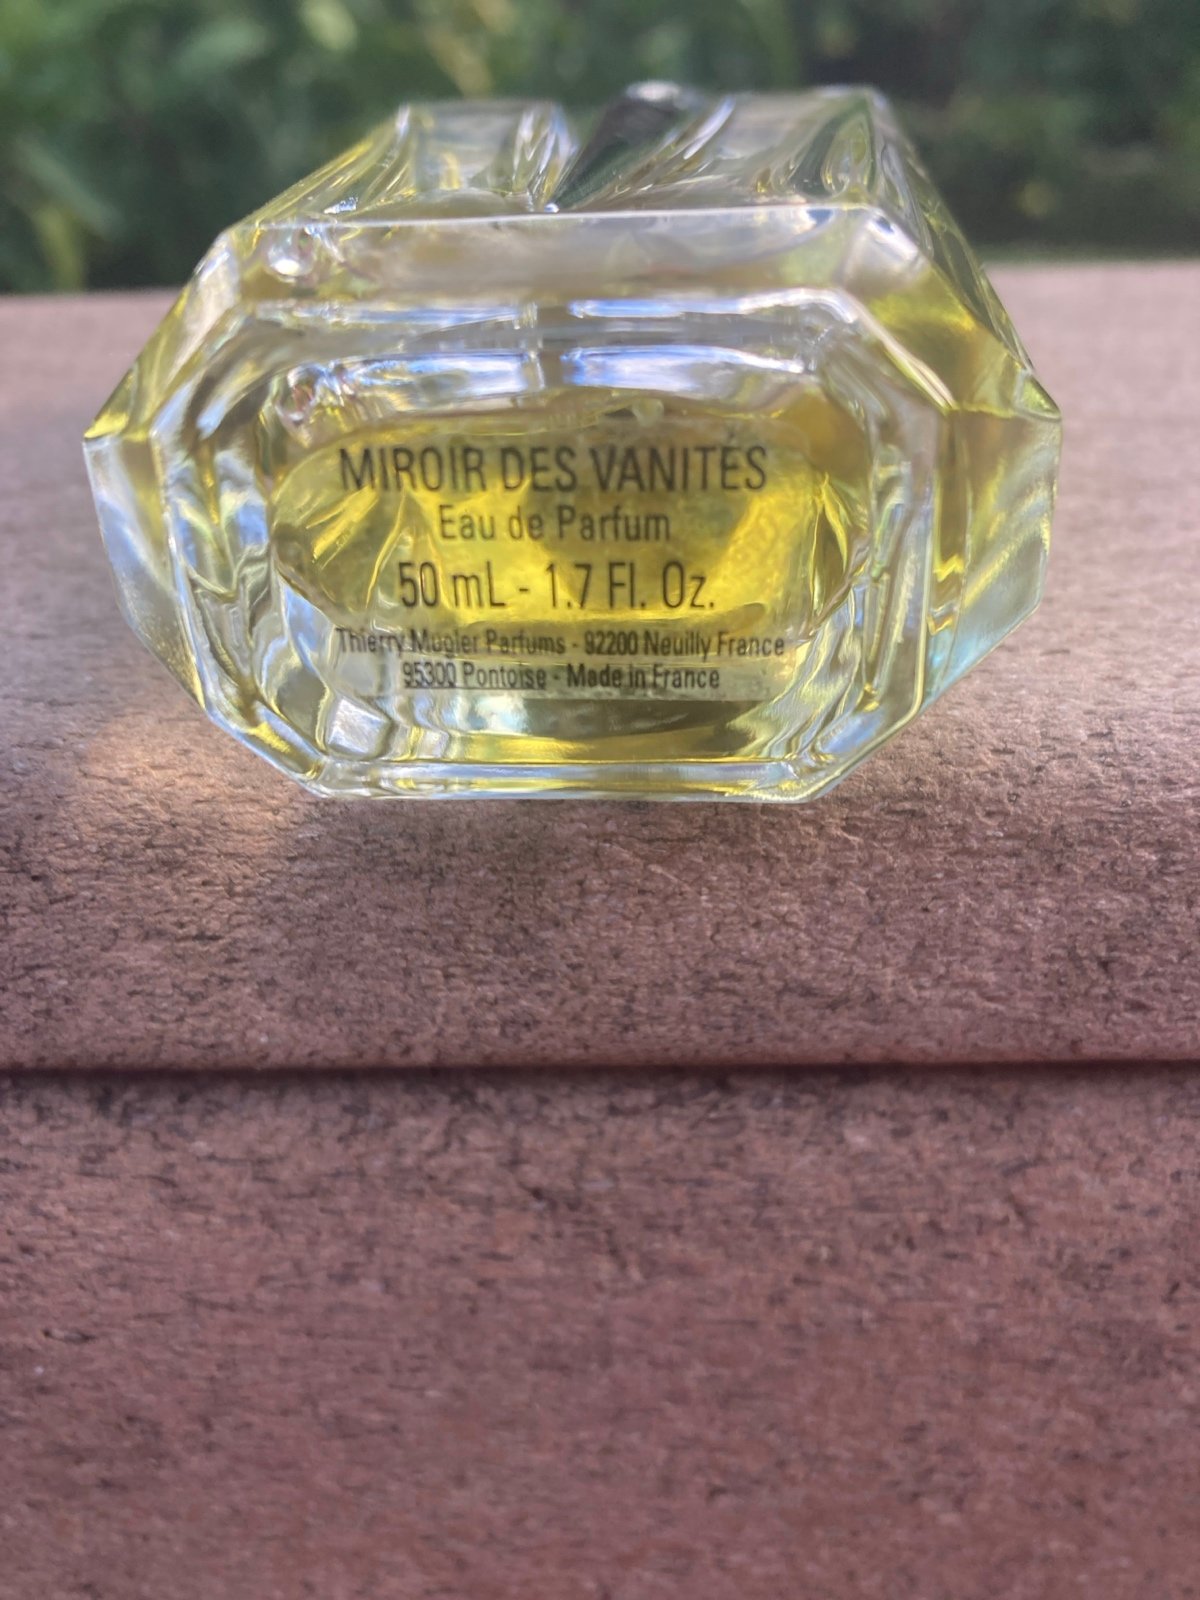 MIROIR DES VANITÉS
Eau de Parfum
50 mL - 1.7 Fl. Oz.
Thierry Mugler Parfums - 92200 Neuilly France
95300 Pontoise - Made in France